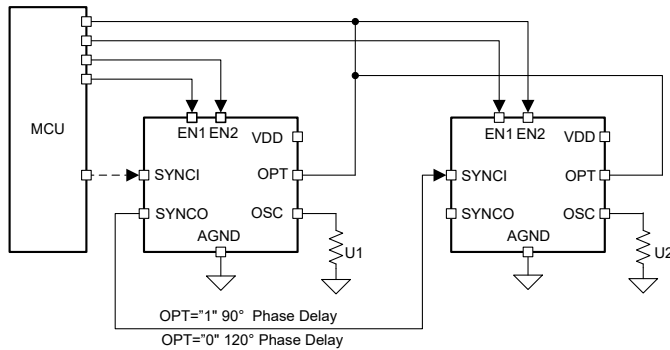 MCU
EN1 EN2
VDD
SYNCI
OPT
SYNCO
OSC
AGND
U1
EN1 EN2
VDD
SYNCI
OPT
SYNCO
OSC
AGND
U2
OPT="1" 90° Phase Delay
OPT="0" 120° Phase Delay